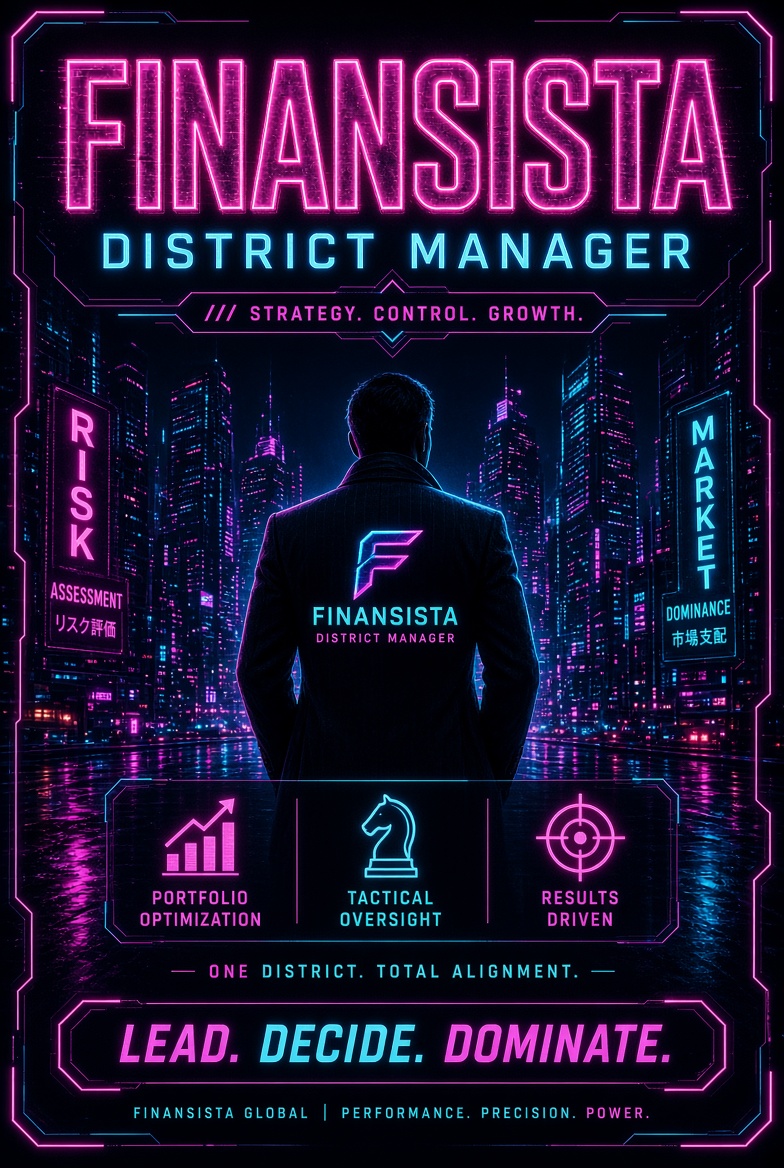 FINANSISTA
DISTRICT MANAGER
/// STRATEGY. CONTROL. GROWTH.
RISK
ASSESSMENT
リスク評価
MARKET
DOMINANCE
市場支配
FINANSISTA
DISTRICT MANAGER
PORTFOLIO
OPTIMIZATION
TACTICAL
OVERSIGHT
RESULTS
DRIVEN
— ONE DISTRICT. TOTAL ALIGNMENT. —
LEAD. DECIDE. DOMINATE.
FINANSISTA GLOBAL | PERFORMANCE. PRECISION. POWER.